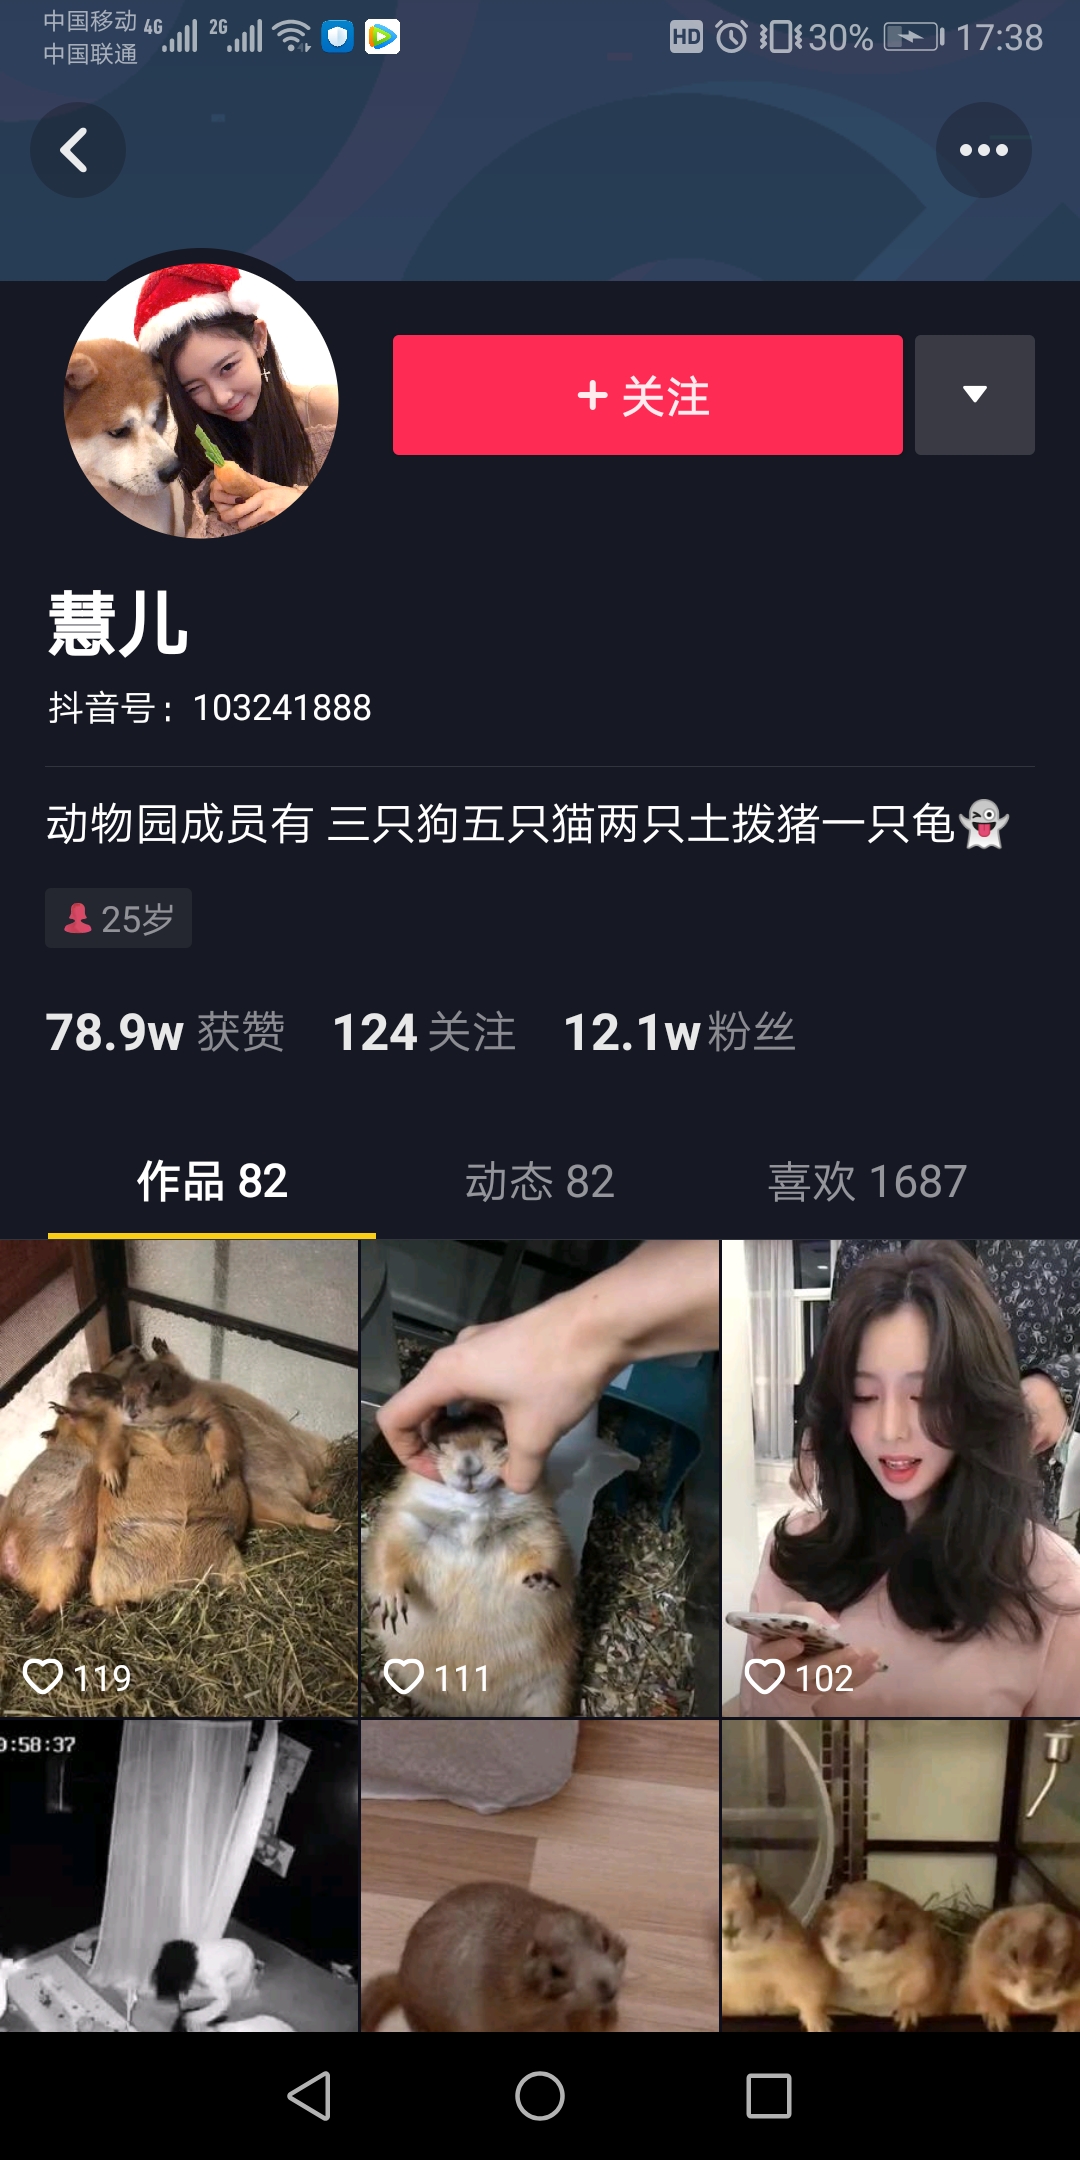 中国移动 4G 2G HD 30% 17:38
中国联通
+ 关注
慧儿
抖音号：103241888
动物园成员有 三只狗五只猫两只土拨猪一只龟👻
25岁
78.9w 获赞 124 关注 12.1w 粉丝
作品 82 动态 82 喜欢 1687
119 111 102
:58:37